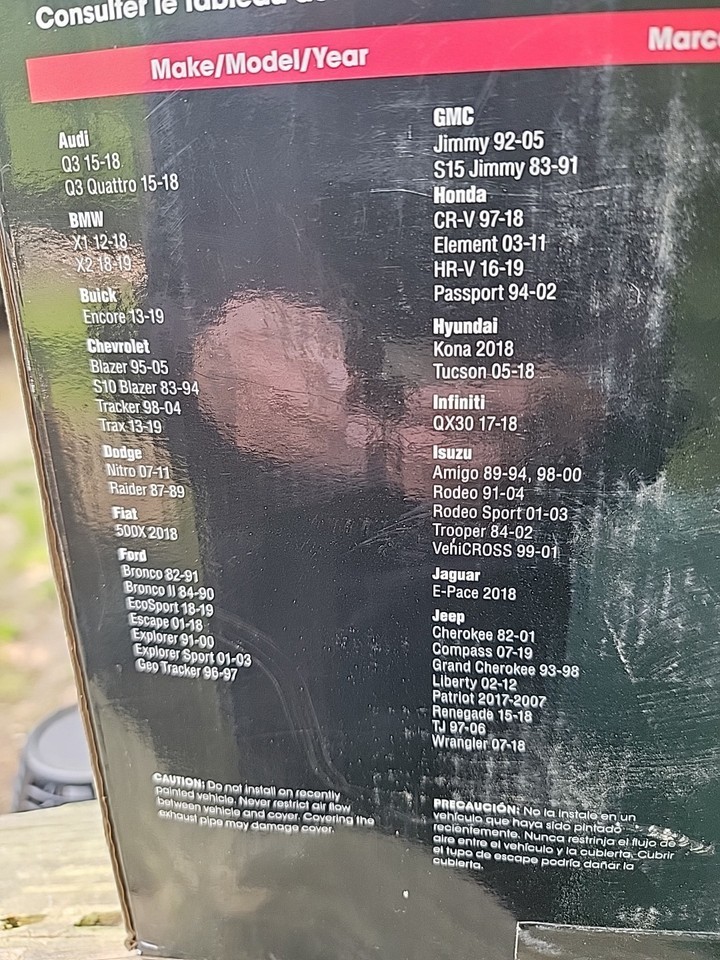 Consulter le Tableau
Make/Model/Year
Audi
Q3 15-18
Q3 Quattro 15-18
BMW
X1 12-18
X2 18-19
Buick
Encore 13-19
Chevrolet
Blazer 95-05
S10 Blazer 83-94
Tracker 98-04
Trax 13-19
Dodge
Nitro 07-11
Raider 87-89
Fiat
500X 2018
Ford
Bronco 82-91
Bronco II 84-90
EcoSport 18-19
Escape 01-18
Explorer 91-00
Explorer Sport 01-03
Geo Tracker 96-97
CAUTION: Do not install on recently
painted vehicle. Never restrict air flow
between vehicle and cover. Covering the
exhaust pipe may damage cover.
Marc
GMC
Jimmy 92-05
S15 Jimmy 83-91
Honda
CR-V 97-18
Element 03-11
HR-V 16-19
Passport 94-02
Hyundai
Kona 2018
Tucson 05-18
Infiniti
QX30 17-18
Isuzu
Amigo 89-94, 98-00
Rodeo 91-04
Rodeo Sport 01-03
Trooper 84-02
VehiCROSS 99-01
Jaguar
E-Pace 2018
Jeep
Cherokee 82-01
Compass 07-19
Grand Cherokee 93-98
Liberty 02-12
Patriot 2017-2007
Renegade 15-18
TJ 97-06
Wrangler 07-18
PRECAUCIÓN: No la instale en un
vehículo que haya sido pintado
recientemente. Nunca restrinja el flujo de
aire entre el vehículo y la cubierta. Cubrir
el tupo de escape podría dañar la
cubierta.